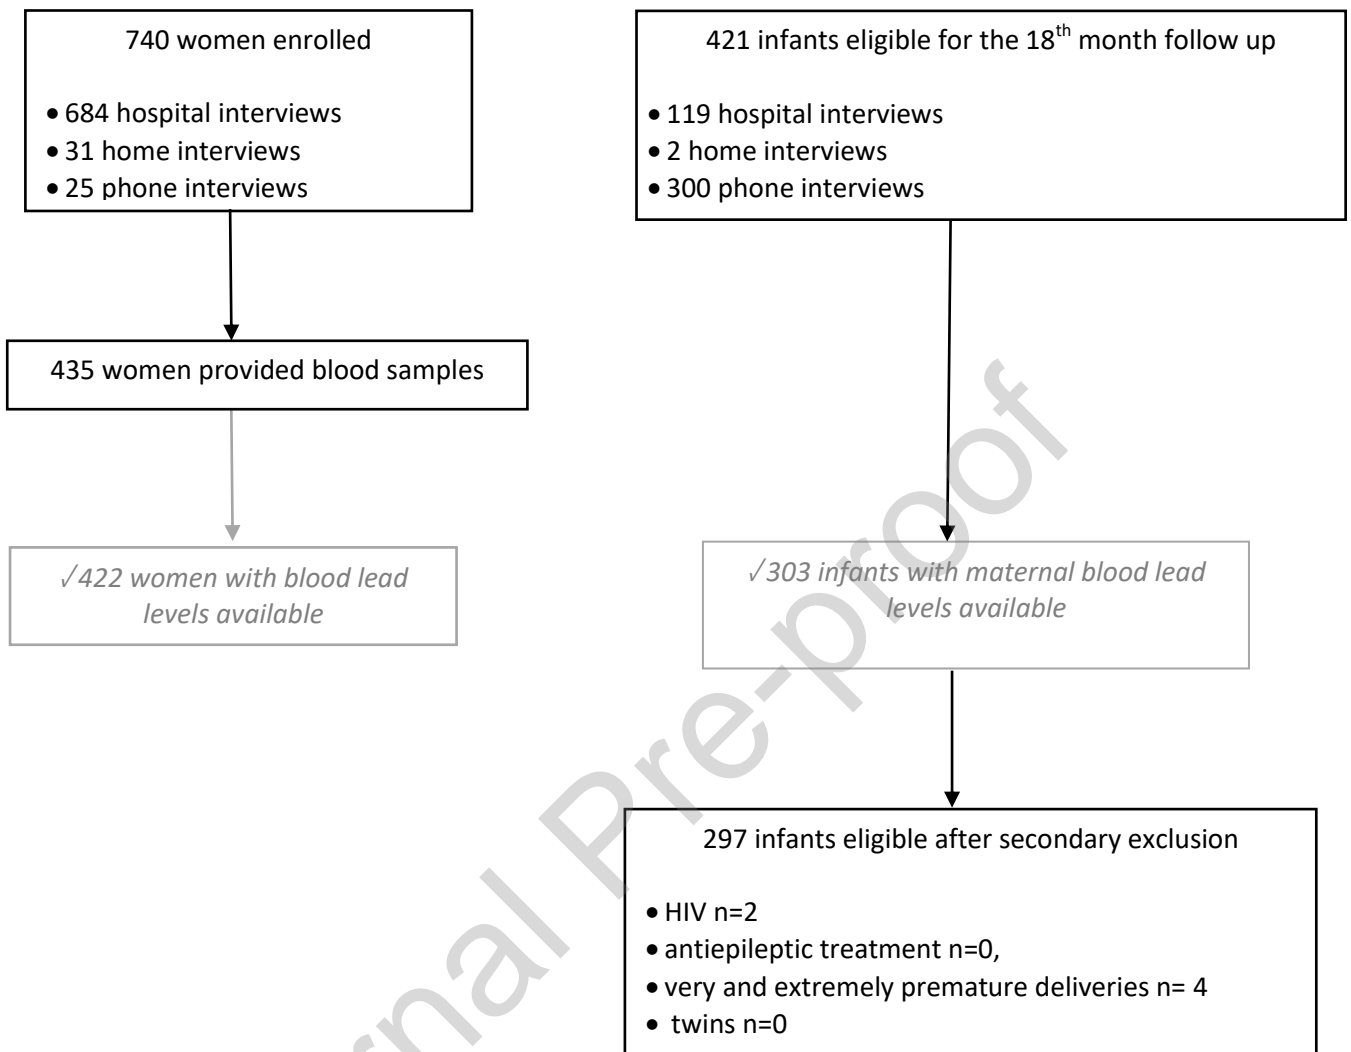 740 women enrolled
• 684 hospital interviews
• 31 home interviews
• 25 phone interviews
435 women provided blood samples
✓422 women with blood lead
levels available
421 infants eligible for the 18th month follow up
• 119 hospital interviews
• 2 home interviews
• 300 phone interviews
✓303 infants with maternal blood lead
levels available
297 infants eligible after secondary exclusion
• HIV n=2
• antiepileptic treatment n=0,
• very and extremely premature deliveries n= 4
• twins n=0
rnal Pre-proof